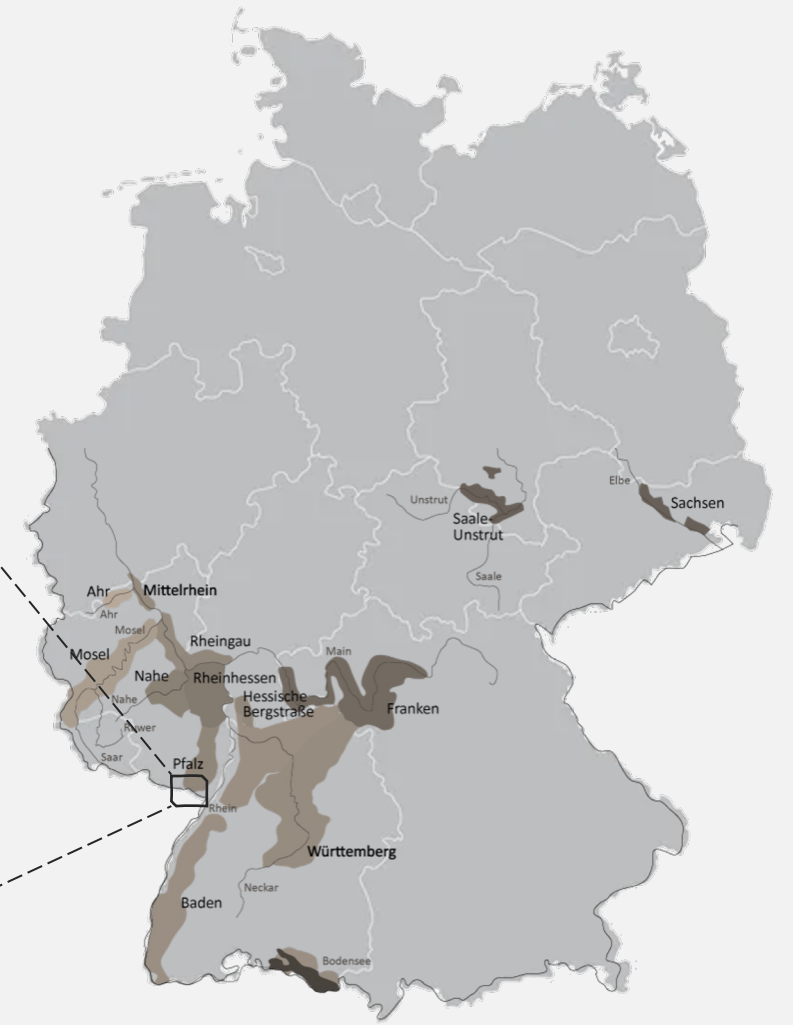 Elbe
Unstrut
Sachsen
Saale-
Unstrut
Saale
Ahr
Mittelrhein
Ahr
Mosel
Rheingau
Mosel
Main
Nahe
Rheinhessen
Hessische
Bergstraße
Nahe
Franken
Ruwer
Saar
Pfalz
Rhein
Württemberg
Neckar
Baden
Bodensee